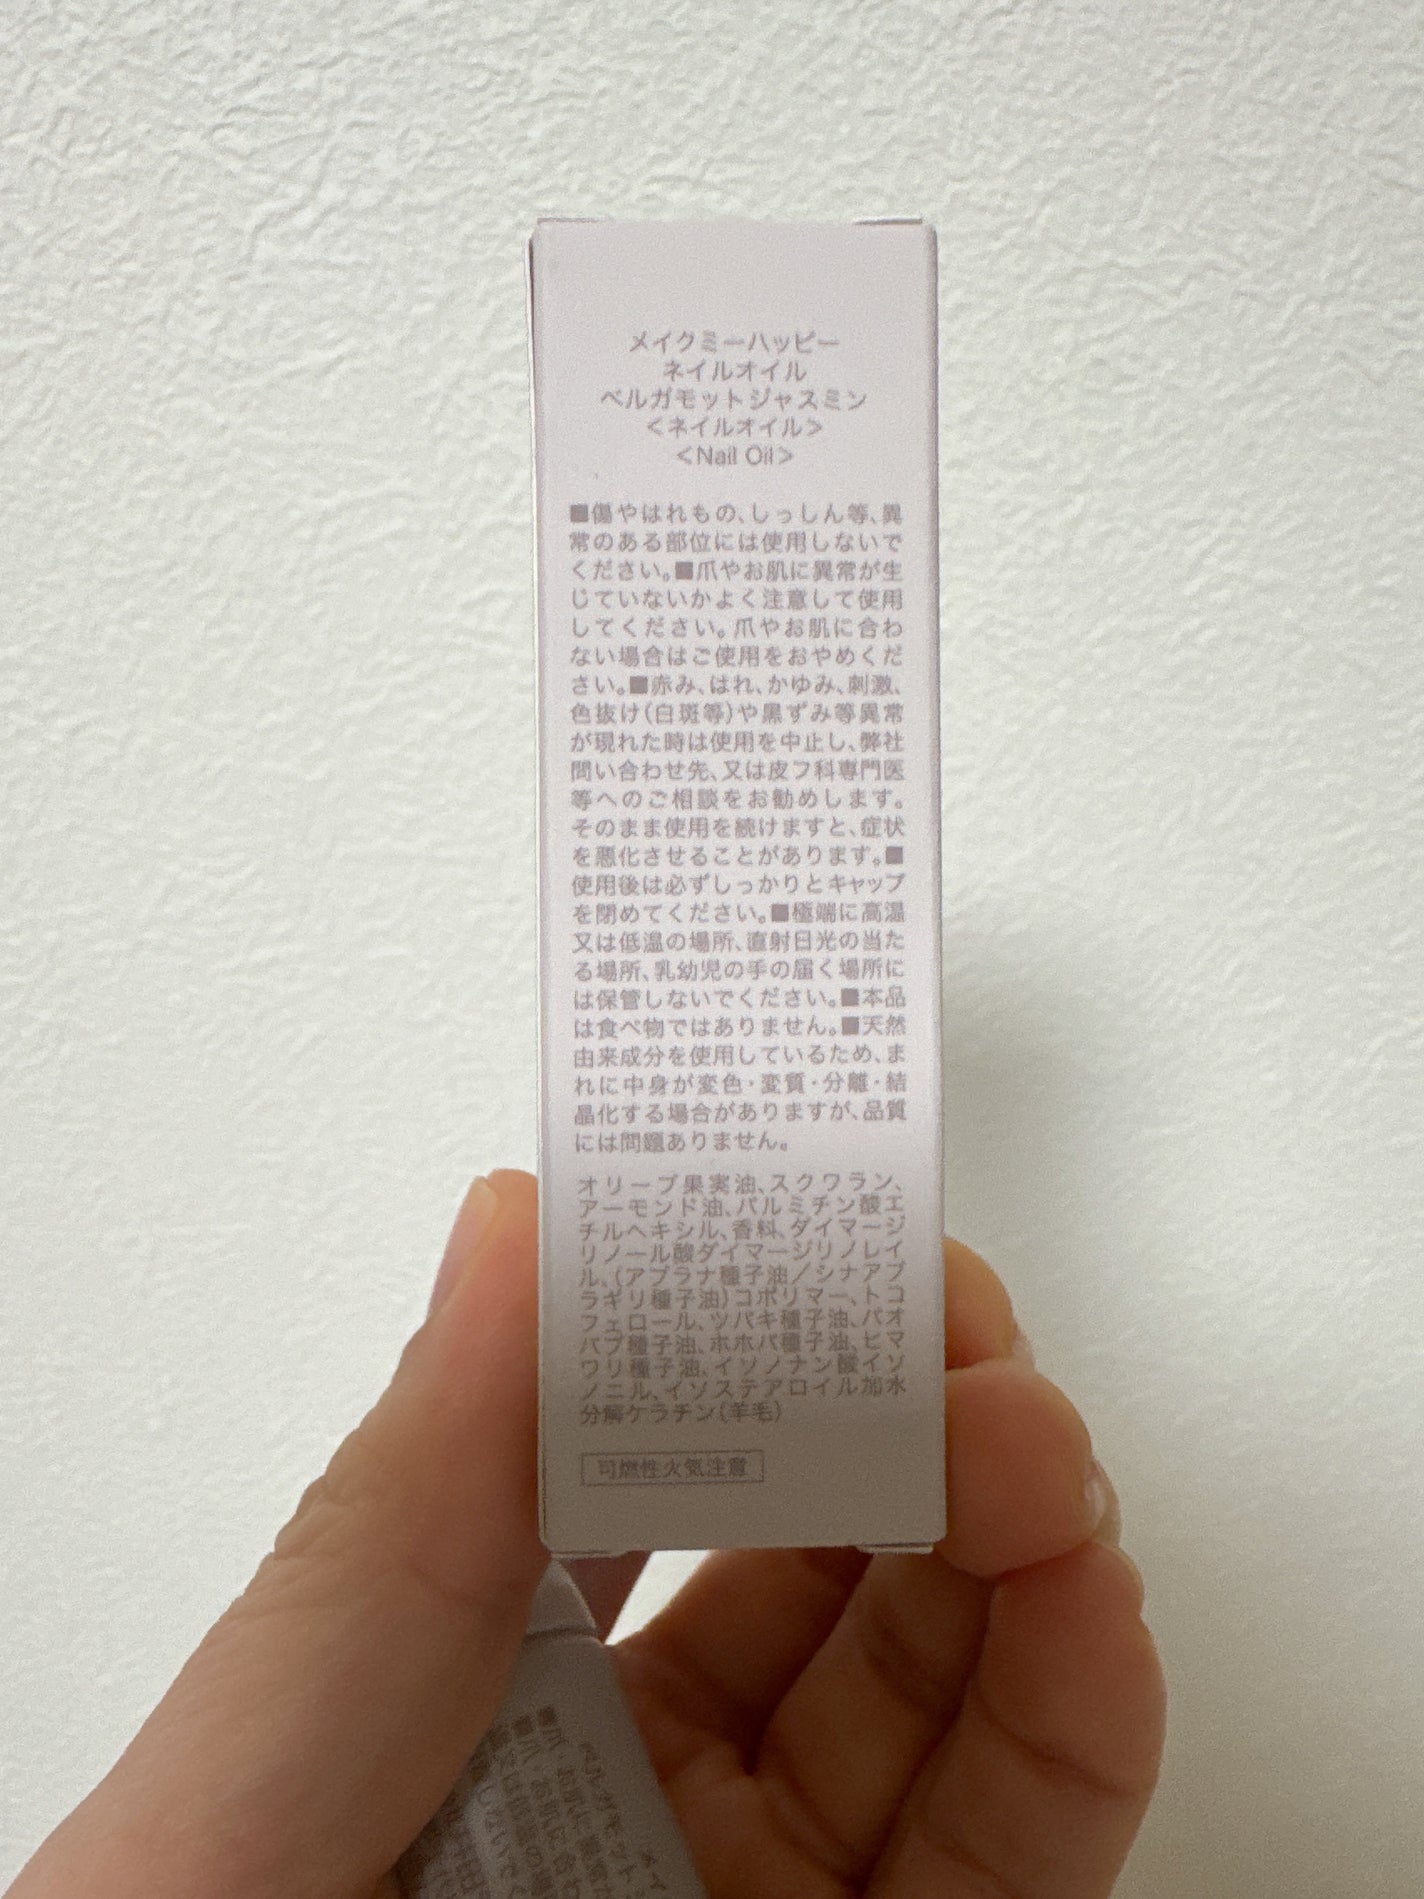 メイクミーハッピー
ネイルオイル
ベルガモットジャスミン
<ネイルオイル>
<Nail Oil>
■傷やはれもの、しっしん等、異
常のある部位には使用しないで
ください。■爪やお肌に異常が生
じていないかよく注意して使用
してください。爪やお肌に合わ
ない場合はご使用をおやめくだ
さい。■赤み、はれ、かゆみ、刺激、
色抜け(白斑等)や黒ずみ等異常
が現れた時は使用を中止し、弊社
問い合わせ先、又は皮フ科専門医
等へのご相談をお勧めします。
そのまま使用を続けますと、症状
を悪化させることがあります。■
使用後は必ずしっかりとキャップ
を閉めてください。■極端に高温
又は低温の場所、直射日光の当た
る場所、乳幼児の手の届く場所に
は保管しないでください。■本品
は食べ物ではありません。■天然
由来成分を使用しているため、ま
れに中身が変色・変質・分離・結
晶化する場合がありますが、品質
には問題ありません。
オリーブ果実油、スクワラン、
アーモンド油、パルミチン酸エ
チルヘキシル、香料、ダイマージ
リノール酸ダイマージリノレイ
ル、(アブラナ種子油/シナアブ
ラギリ種子油)コポリマー、トコ
フェロール、ツバキ種子油、バオ
バブ種子油、ホホバ種子油、ヒマ
ワリ種子油、イソノナン酸イソ
ノニル、イソステアロイル加水
分解ケラチン(羊毛)
可燃性火気注意